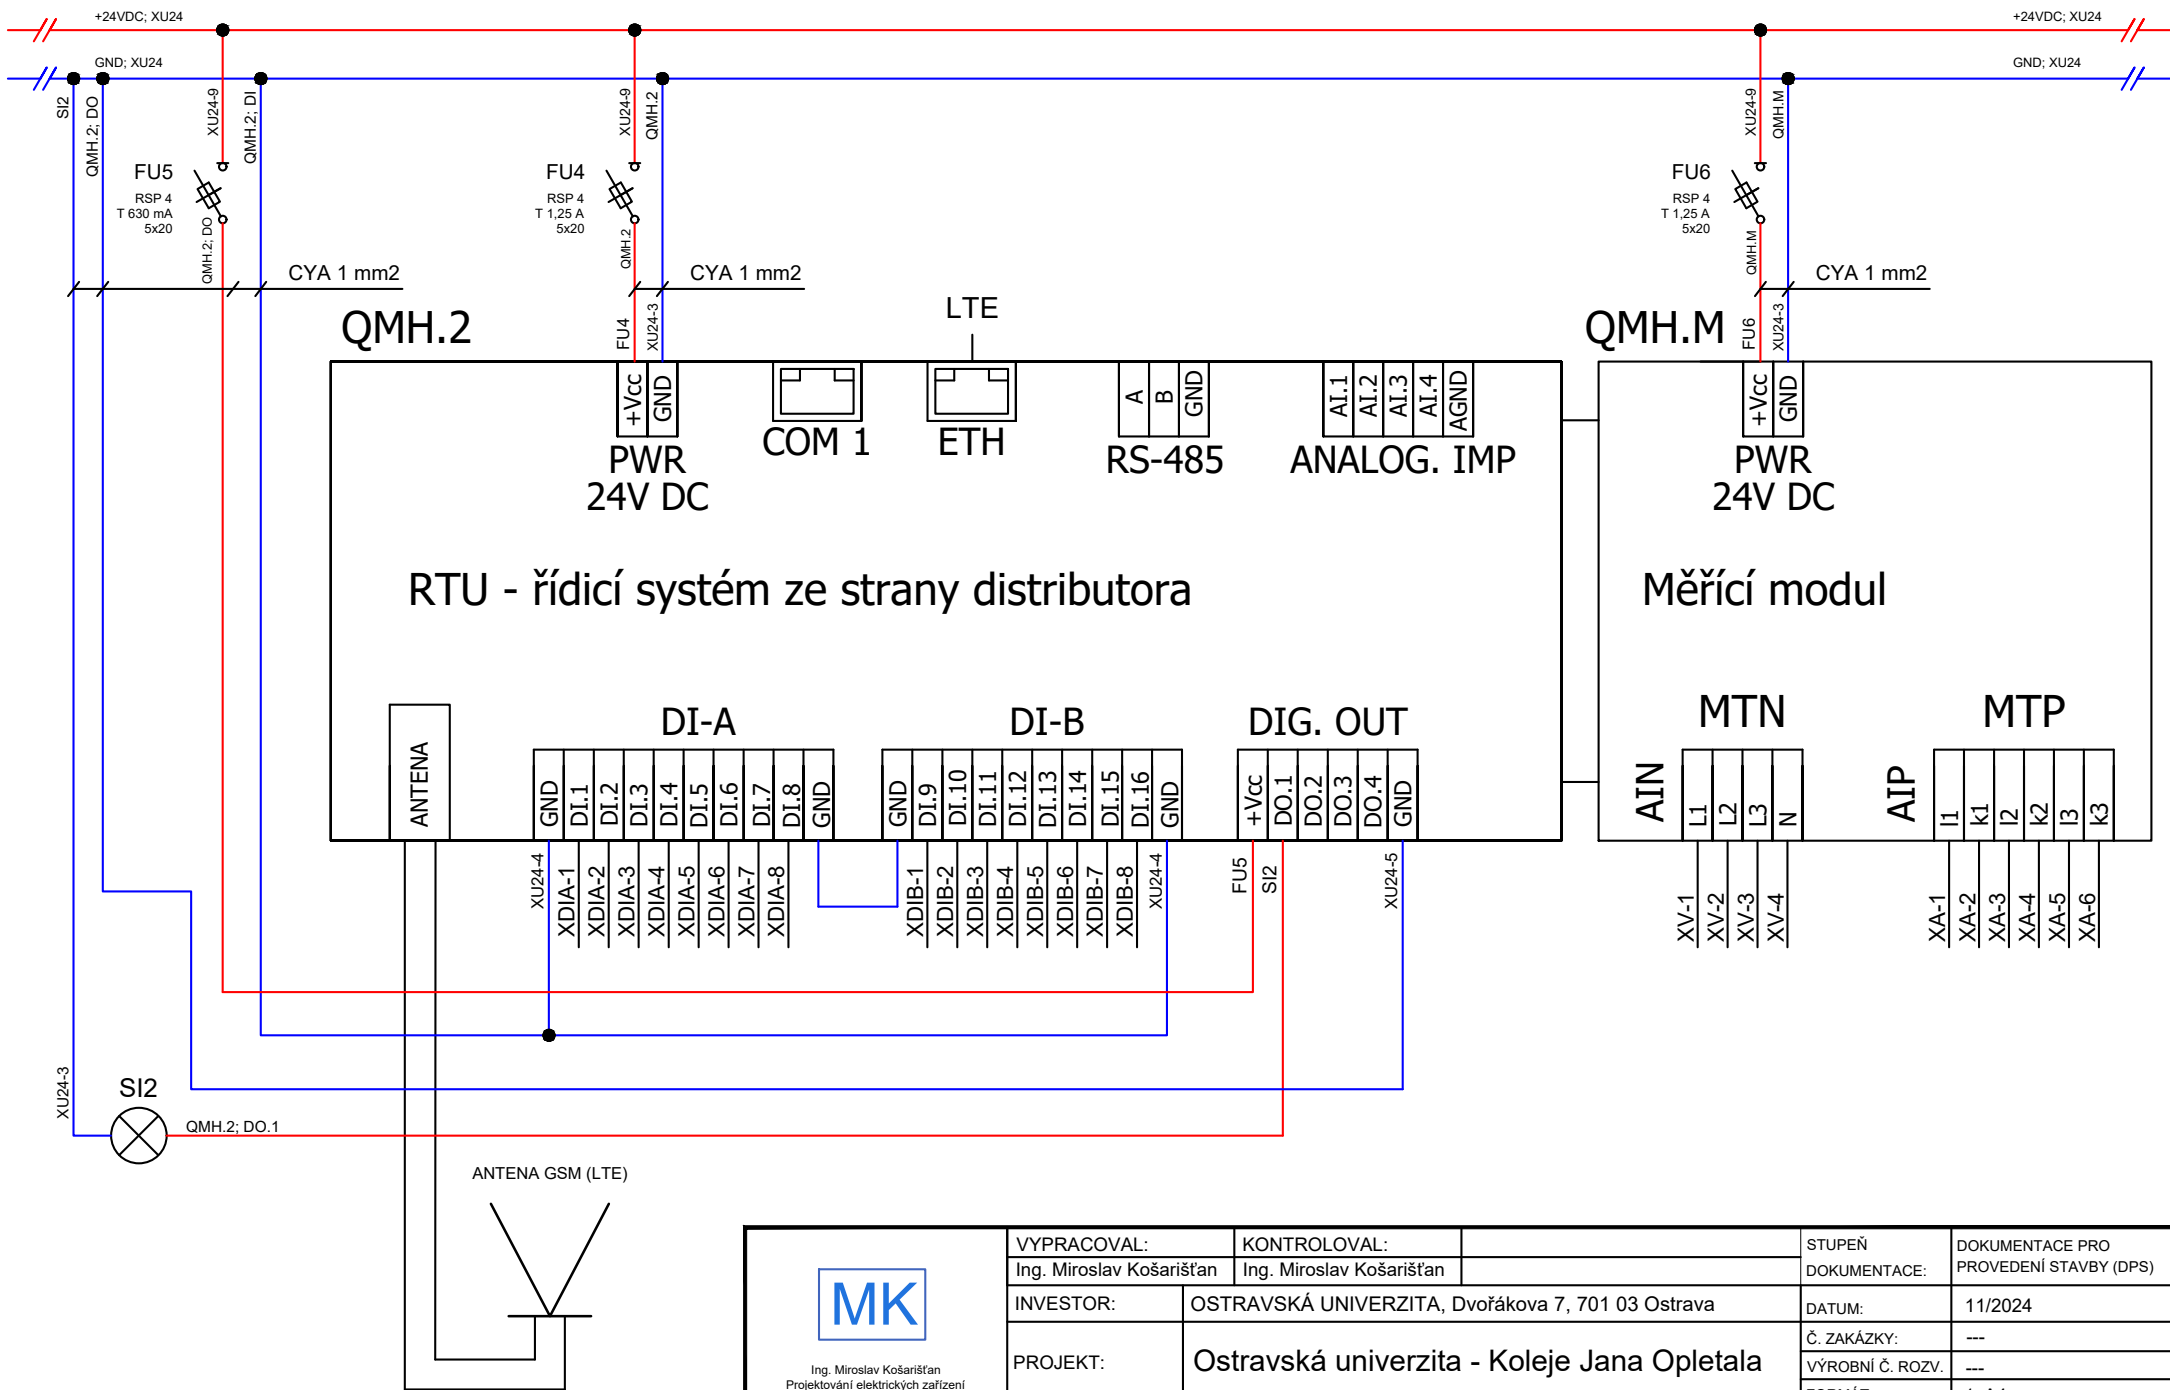 +24VDC; XU24
+24VDC; XU24
GND; XU24
GND; XU24
SI2
QMH.2; DO
XU24-9
QMH.2; DI
XU24-9
QMH.2
XU24-9
QMH.M
FU5
RSP 4
T 630 mA
5x20
QMH.2; DO
FU4
RSP 4
T 1,25 A
5x20
QMH.2
FU6
RSP 4
T 1,25 A
5x20
QMH.M
CYA 1 mm2
CYA 1 mm2
CYA 1 mm2
QMH.2
FU4
XU24-3
LTE
QMH.M
FU6
XU24-3
+Vcc
GND
PWR
24V DC
COM 1
ETH
A
B
GND
RS-485
AI.1
AI.2
AI.3
AI.4
AGND
ANALOG. IMP
+Vcc
GND
PWR
24V DC
RTU - řídicí systém ze strany distributora
Měřící modul
ANTENA
DI-A
GND
DI.1
DI.2
DI.3
DI.4
DI.5
DI.6
DI.7
DI.8
GND
DI-B
GND
DI.9
DI.10
DI.11
DI.12
DI.13
DI.14
DI.15
DI.16
GND
DIG. OUT
+Vcc
DO.1
DO.2
DO.3
DO.4
GND
MTN
AIN
L1
L2
L3
N
MTP
AIP
l1
k1
l2
k2
l3
k3
XU24-4
XDIA-1
XDIA-2
XDIA-3
XDIA-4
XDIA-5
XDIA-6
XDIA-7
XDIA-8
XDIB-1
XDIB-2
XDIB-3
XDIB-4
XDIB-5
XDIB-6
XDIB-7
XDIB-8
XU24-4
FU5
SI2
XU24-5
XV-1
XV-2
XV-3
XV-4
XA-1
XA-2
XA-3
XA-4
XA-5
XA-6
XU24-3
SI2
QMH.2; DO.1
ANTENA GSM (LTE)
MK
Ing. Miroslav Košarišťan
Projektování elektrických zařízení
VYPRACOVAL:
KONTROLOVAL:
Ing. Miroslav Košarišťan
Ing. Miroslav Košarišťan
INVESTOR:
OSTRAVSKÁ UNIVERZITA, Dvořákova 7, 701 03 Ostrava
PROJEKT:
Ostravská univerzita - Koleje Jana Opletala
STUPEŇ
DOKUMENTACE:
DOKUMENTACE PRO
PROVEDENÍ STAVBY (DPS)
DATUM:
11/2024
Č. ZAKÁZKY:
---
VÝROBNÍ Č. ROZV.
---